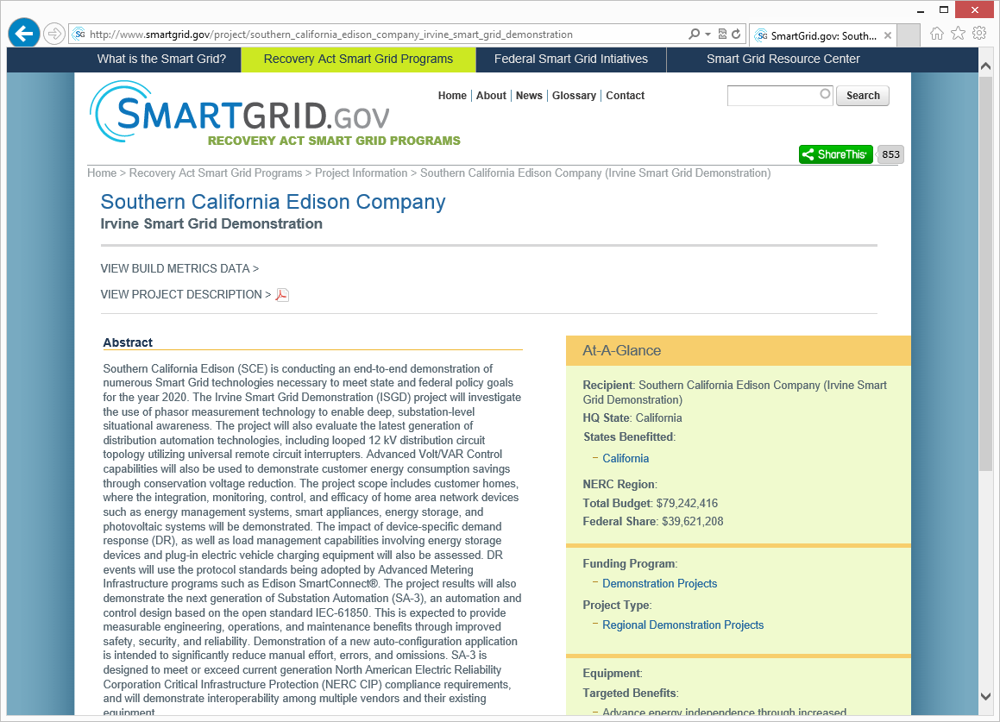 http://www.smartgrid.gov/project/southern_california_edison_company_irvine_smart_grid_demonstration
SG SmartGrid.gov: South...
What is the Smart Grid?
Recovery Act Smart Grid Programs
Federal Smart Grid Intiatives
Smart Grid Resource Center
SMARTGRID.GOV
RECOVERY ACT SMART GRID PROGRAMS
Home | About | News | Glossary | Contact
Search
ShareThis 853
Home > Recovery Act Smart Grid Programs > Project Information > Southern California Edison Company (Irvine Smart Grid Demonstration)
Southern California Edison Company
Irvine Smart Grid Demonstration
VIEW BUILD METRICS DATA >
VIEW PROJECT DESCRIPTION >
Abstract
Southern California Edison (SCE) is conducting an end-to-end demonstration of
numerous Smart Grid technologies necessary to meet state and federal policy goals
for the year 2020. The Irvine Smart Grid Demonstration (ISGD) project will investigate
the use of phasor measurement technology to enable deep, substation-level
situational awareness. The project will also evaluate the latest generation of
distribution automation technologies, including looped 12 kV distribution circuit
topology utilizing universal remote circuit interrupters. Advanced Volt/VAR Control
capabilities will also be used to demonstrate customer energy consumption savings
through conservation voltage reduction. The project scope includes customer homes,
where the integration, monitoring, control, and efficacy of home area network devices
such as energy management systems, smart appliances, energy storage, and
photovoltaic systems will be demonstrated. The impact of device-specific demand
response (DR), as well as load management capabilities involving energy storage
devices and plug-in electric vehicle charging equipment will also be assessed. DR
events will use the protocol standards being adopted by Advanced Metering
Infrastructure programs such as Edison SmartConnect®. The project results will also
demonstrate the next generation of Substation Automation (SA-3), an automation and
control design based on the open standard IEC-61850. This is expected to provide
measurable engineering, operations, and maintenance benefits through improved
safety, security, and reliability. Demonstration of a new auto-configuration application
is intended to significantly reduce manual effort, errors, and omissions. SA-3 is
designed to meet or exceed current generation North American Electric Reliability
Corporation Critical Infrastructure Protection (NERC CIP) compliance requirements,
and will demonstrate interoperability among multiple vendors and their existing
equipment.
At-A-Glance
Recipient: Southern California Edison Company (Irvine Smart
Grid Demonstration)
HQ State: California
States Benefitted:
– California
NERC Region:
Total Budget: $79,242,416
Federal Share: $39,621,208
Funding Program:
– Demonstration Projects
Project Type:
– Regional Demonstration Projects
Equipment:
Targeted Benefits:
– Advance energy independence through increased